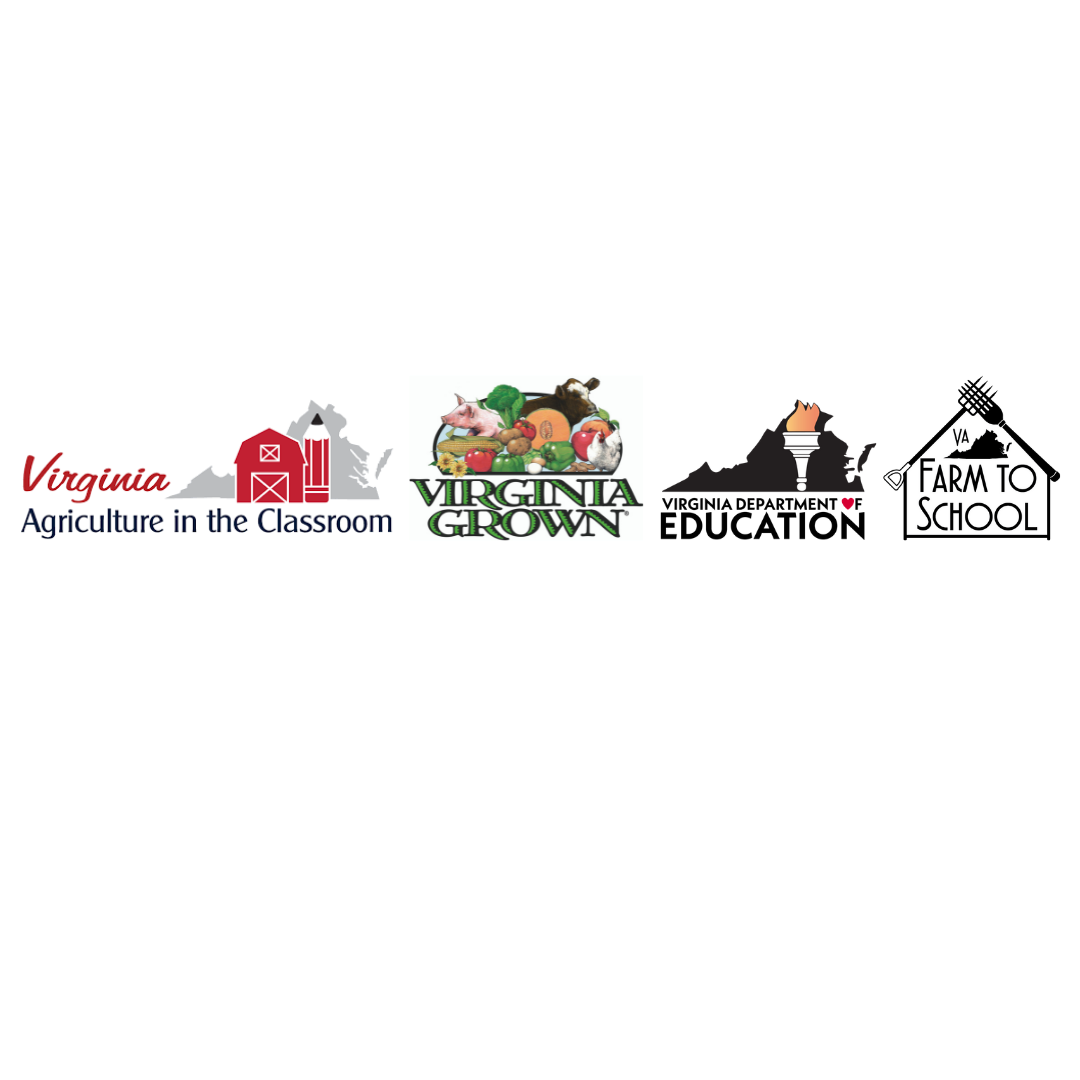 Virginia
Agriculture in the Classroom
VIRGINIA
GROWN®
VIRGINIA DEPARTMENT OF
EDUCATION
VA
FARM TO
SCHOOL